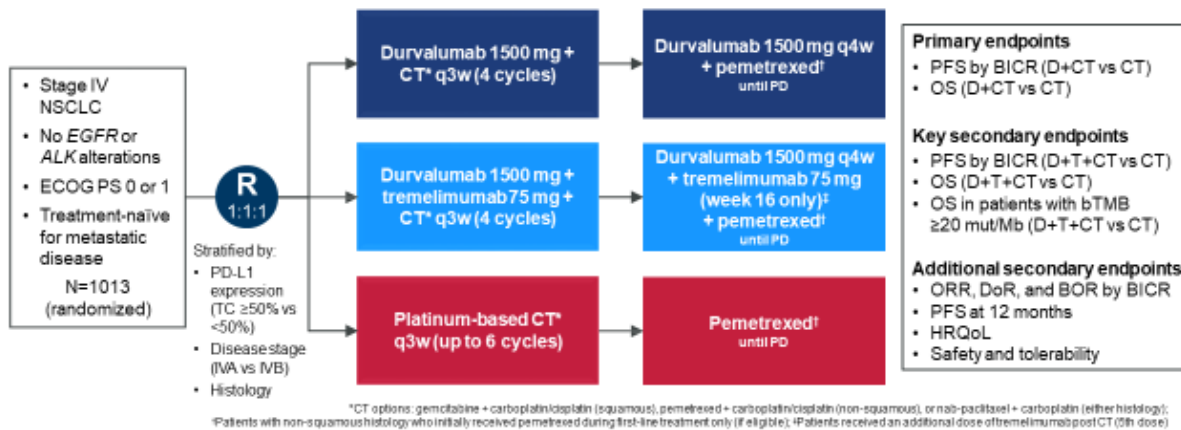 • Stage IV
NSCLC
• No EGFR or
ALK alterations
• ECOG PS 0 or 1
• Treatment-naïve
for metastatic
disease
N=1013
(randomized)
R
1:1:1
Stratified by:
• PD-L1
expression
(TC ≥50% vs
<50%)
• Disease stage
(IVA vs IVB)
• Histology
Durvalumab 1500 mg +
CT* q3w (4 cycles)
Durvalumab 1500 mg q4w
+ pemetrexed†
until PD
Durvalumab 1500 mg +
tremelimumab 75 mg +
CT* q3w (4 cycles)
Durvalumab 1500 mg q4w
+ tremelimumab 75 mg
(week 16 only)‡
+ pemetrexed†
until PD
Platinum-based CT*
q3w (up to 6 cycles)
Pemetrexed†
until PD
Primary endpoints
• PFS by BICR (D+CT vs CT)
• OS (D+CT vs CT)
Key secondary endpoints
• PFS by BICR (D+T+CT vs CT)
• OS (D+T+CT vs CT)
• OS in patients with bTMB
≥20 mut/Mb (D+T+CT vs CT)
Additional secondary endpoints
• ORR, DoR, and BOR by BICR
• PFS at 12 months
• HRQoL
• Safety and tolerability
*CT options: gemcitabine + carboplatin/cisplatin (squamous), pemetrexed + carboplatin/cisplatin (non-squamous), or nab-paclitaxel + carboplatin (either histology);
†Patients with non-squamous histology who initially received pemetrexed during first-line treatment only (if eligible); ‡Patients received an additional dose of tremelimumab post CT (5th dose)